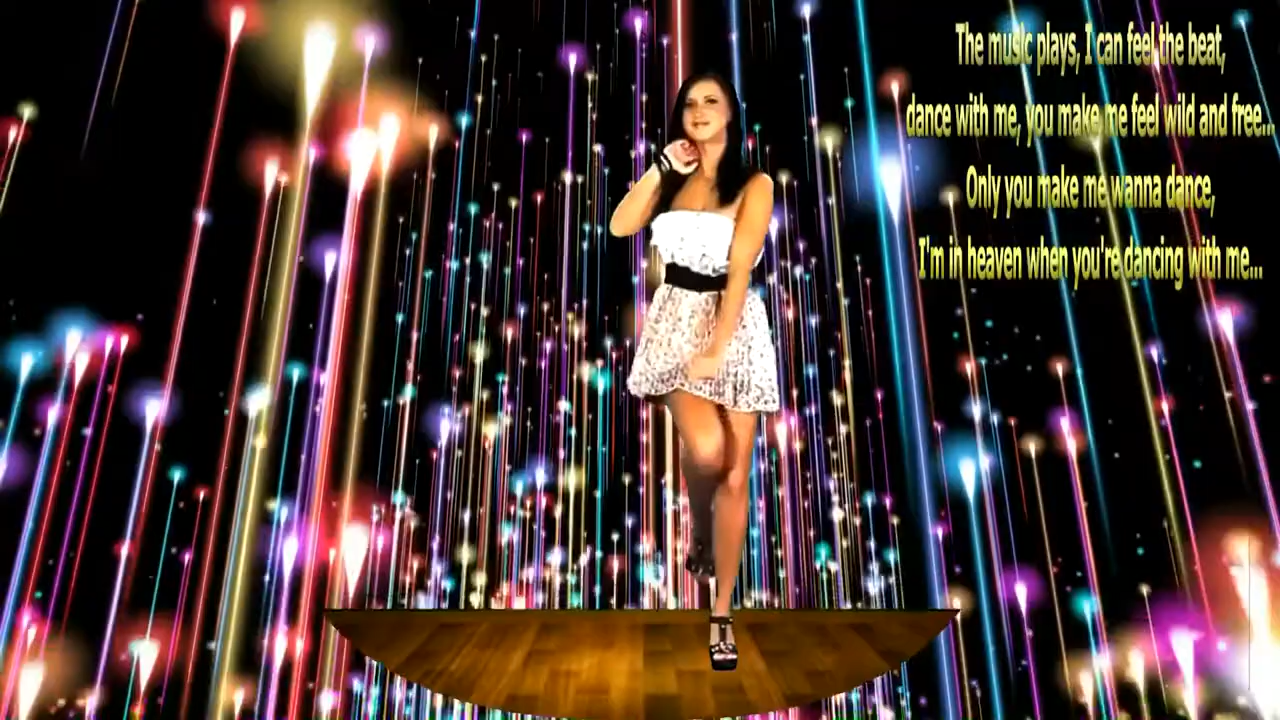 The music plays, I can feel the beat,
dance with me, you make me feel wild and free...
Only you make me wanna dance,
I'm in heaven when you're dancing with me...